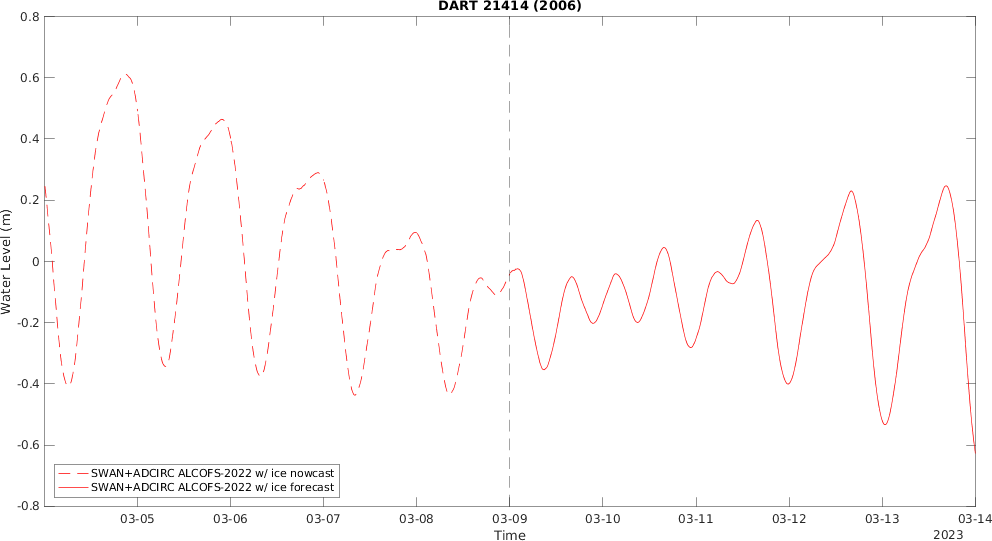 DART 21414 (2006)
0.8
0.6
0.4
0.2
0
-0.2
-0.4
-0.6
-0.8
Water Level (m)
SWAN+ADCIRC ALCOFS-2022 w/ ice nowcast
SWAN+ADCIRC ALCOFS-2022 w/ ice forecast
03-05 03-06 03-07 03-08 03-09 03-10 03-11 03-12 03-13 03-14
Time
2023